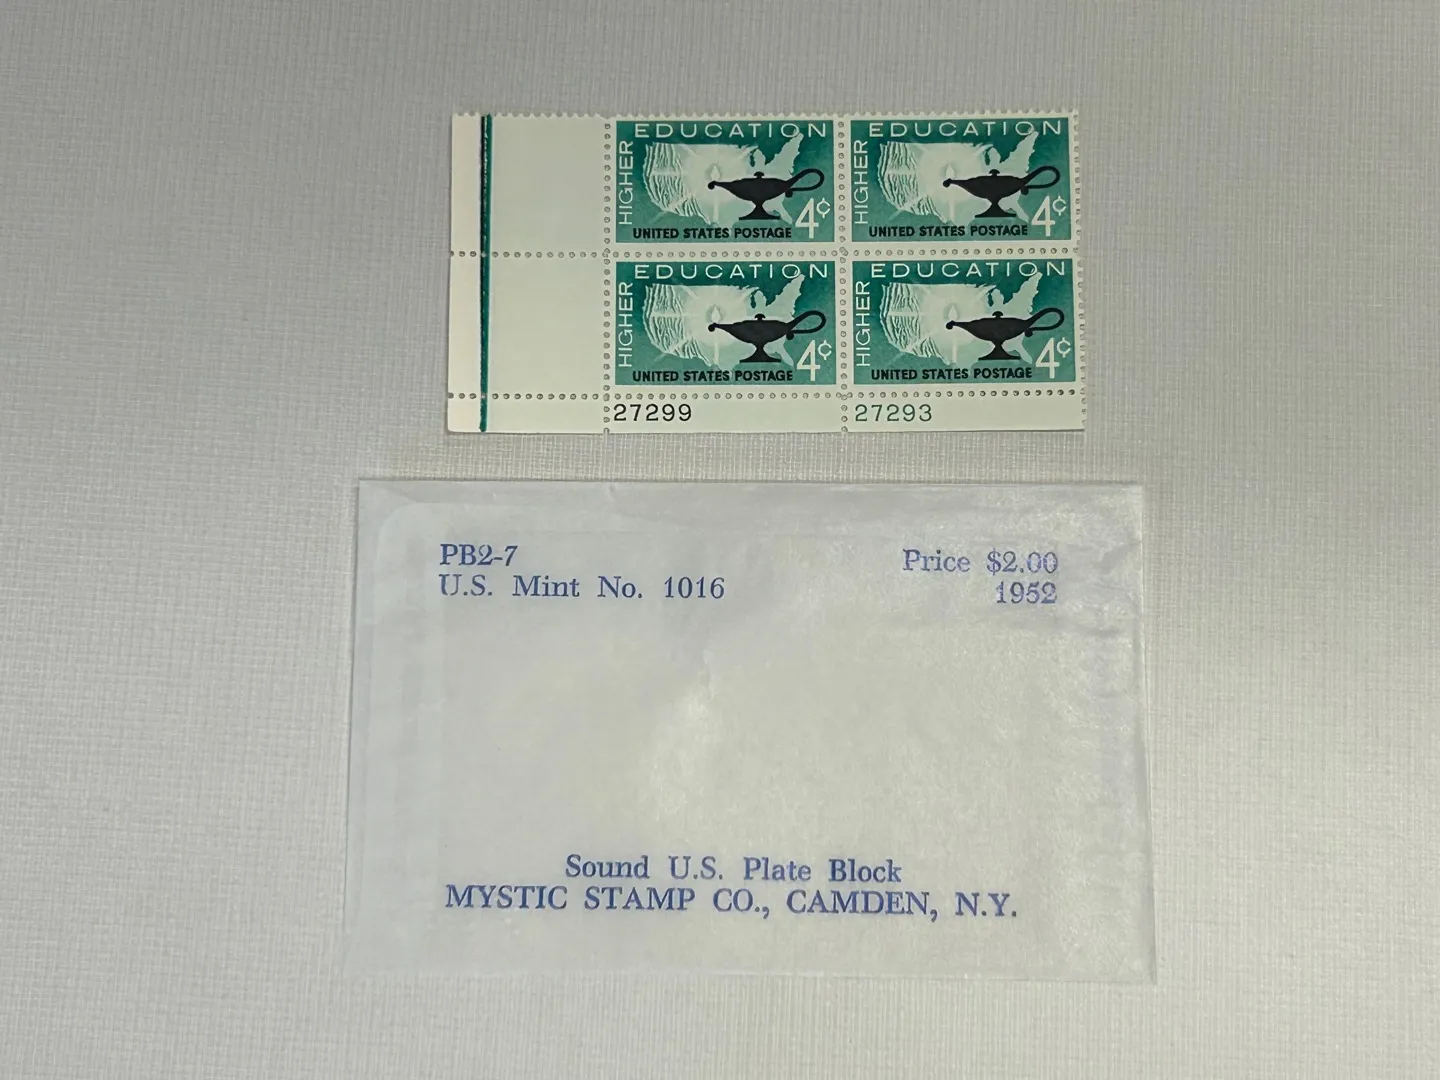 EDUCATION EDUCATION
HIGHER HIGHER
4¢ 4¢
UNITED STATES POSTAGE UNITED STATES POSTAGE
EDUCATION EDUCATION
HIGHER HIGHER
4¢ 4¢
UNITED STATES POSTAGE UNITED STATES POSTAGE
27299 27293
PB2-7 Price $2.00
U.S. Mint No. 1016 1952
Sound U.S. Plate Block
MYSTIC STAMP CO., CAMDEN, N.Y.